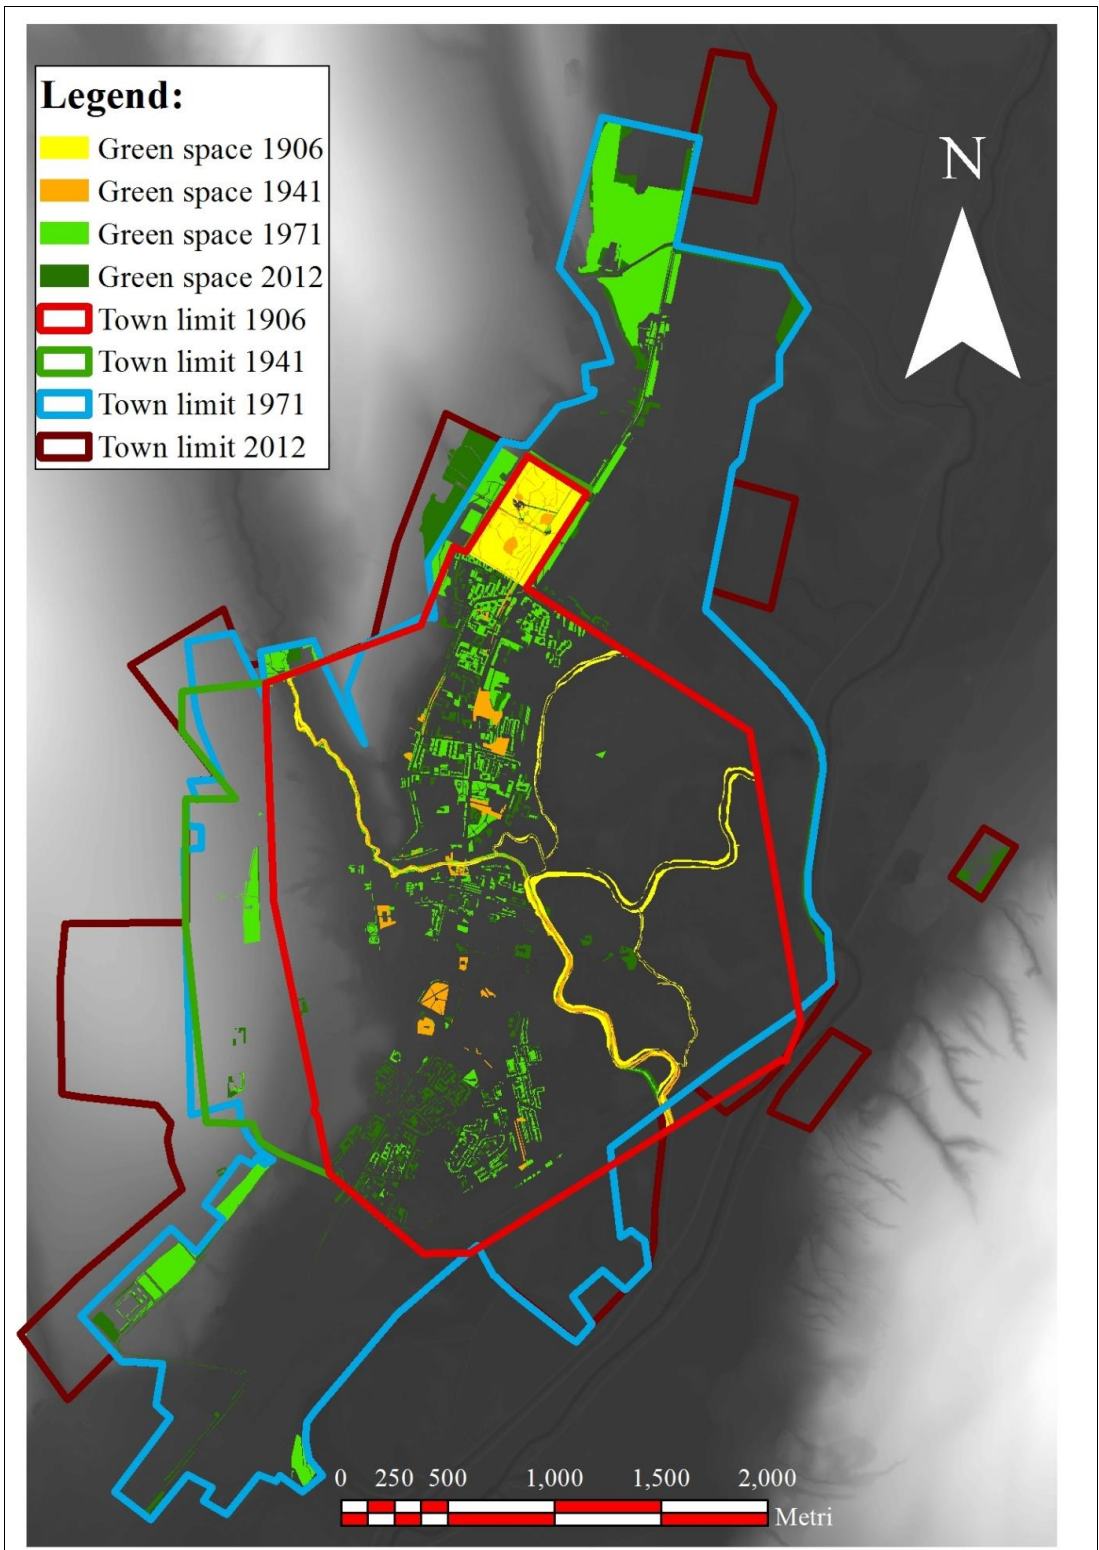 Legend:
Green space 1906
Green space 1941
Green space 1971
Green space 2012
Town limit 1906
Town limit 1941
Town limit 1971
Town limit 2012
N
0 250 500 1,000 1,500 2,000
Metri